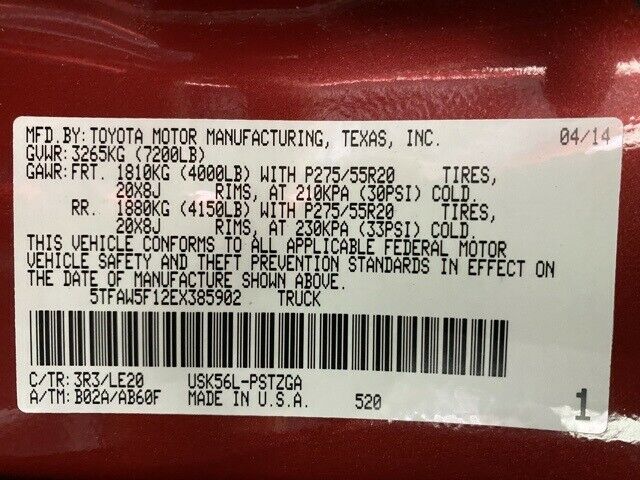 MFD.BY:TOYOTA MOTOR MANUFACTURING, TEXAS, INC. 04/14
GVWR:3265KG (7200LB)
GAWR:FRT. 1810KG (4000LB) WITH P275/55R20 TIRES,
20X8J RIMS, AT 210KPA (30PSI) COLD.
RR. 1880KG (4150LB) WITH P275/55R20 TIRES,
20X8J RIMS, AT 230KPA (33PSI) COLD.
THIS VEHICLE CONFORMS TO ALL APPLICABLE FEDERAL MOTOR
VEHICLE SAFETY AND THEFT PREVENTION STANDARDS IN EFFECT ON
THE DATE OF MANUFACTURE SHOWN ABOVE.
5TFAW5F12EX385902 TRUCK
C/TR: 3R3/LE20 USK56L-PSTZGA
A/TM: B02A/AB60F MADE IN U.S.A. 520 1